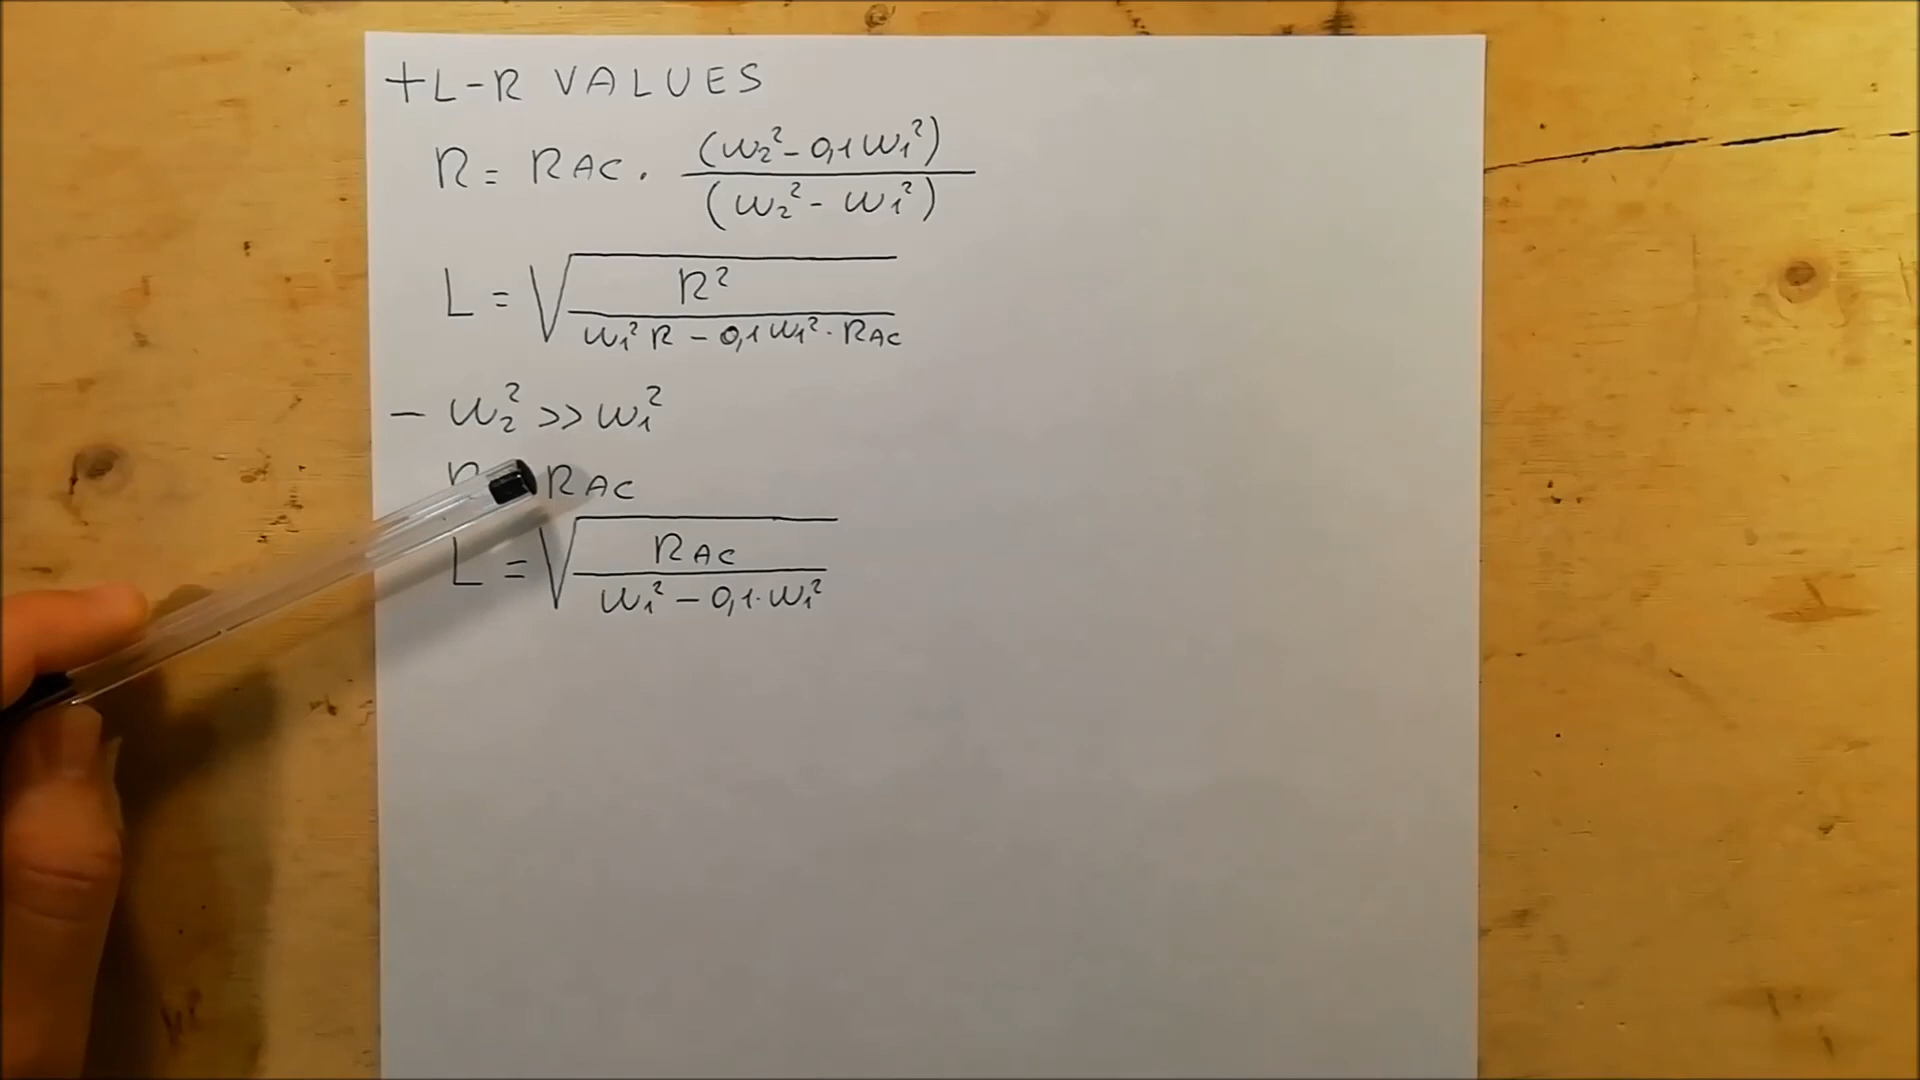 +L-R VALUES
R = RAC · (ω₂² - 0,1 ω₁²) / (ω₂² - ω₁²)
L = √(R² / (ω₁² R - 0,1 ω₁² · RAC))
- ω₂² >> ω₁²
R RAC
L = √(RAC / (ω₁² - 0,1 · ω₁²))